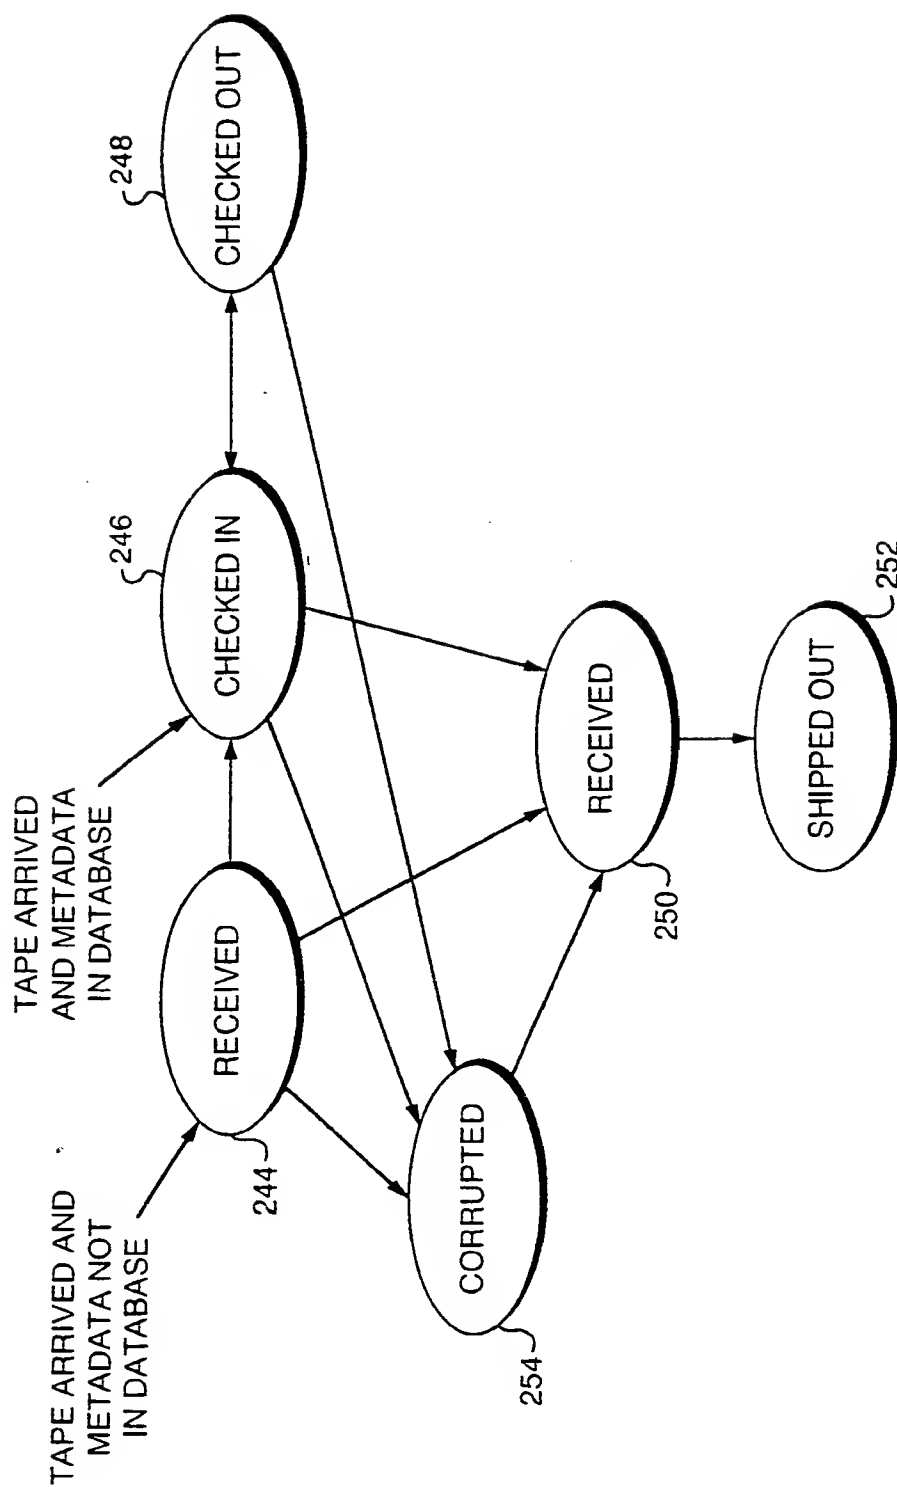 TAPE ARRIVED AND
METADATA NOT
IN DATABASE
TAPE ARRIVED
AND METADATA
IN DATABASE
RECEIVED
244
CHECKED IN
246
CHECKED OUT
248
CORRUPTED
254
RECEIVED
250
SHIPPED OUT
252